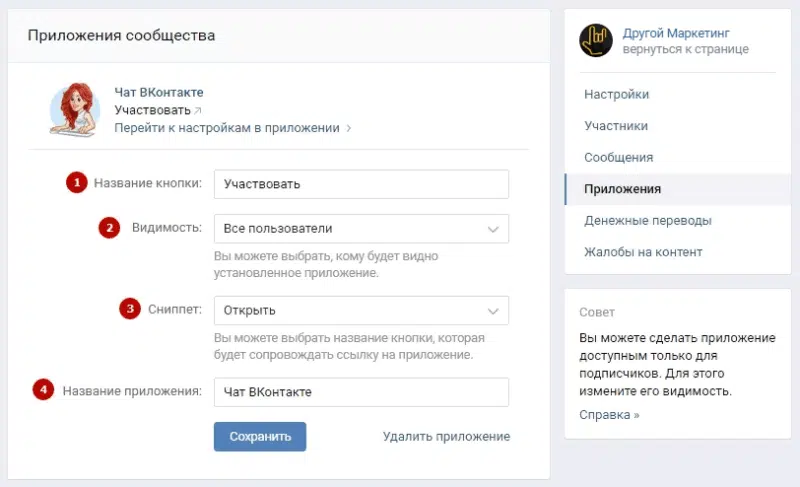 Приложения сообщества
Чат ВКонтакте
Участвовать
Перейти к настройкам в приложении
1 Название кнопки: Участвовать
2 Видимость: Все пользователи
Вы можете выбрать, кому будет видно
установленное приложение.
3 Сниппет: Открыть
Вы можете выбрать название кнопки, которая
будет сопровождать ссылку на приложение.
4 Название приложения: Чат ВКонтакте
Сохранить Удалить приложение
Другой Маркетинг
вернуться к странице
Настройки
Участники
Сообщения
Приложения
Денежные переводы
Жалобы на контент
Совет
Вы можете сделать приложение
доступным только для
подписчиков. Для этого
измените его видимость.
Справка »